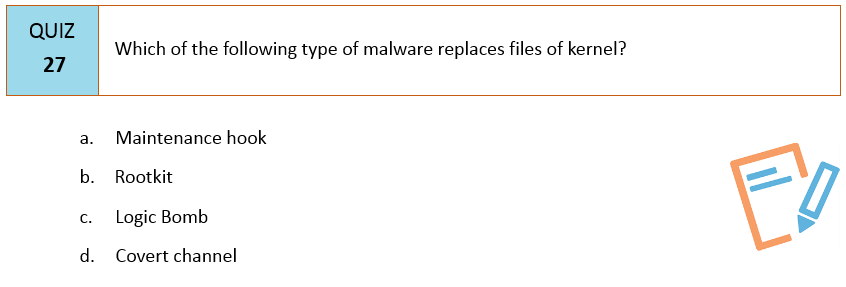 QUIZ
27
Which of the following type of malware replaces files of kernel?
a. Maintenance hook
b. Rootkit
c. Logic Bomb
d. Covert channel